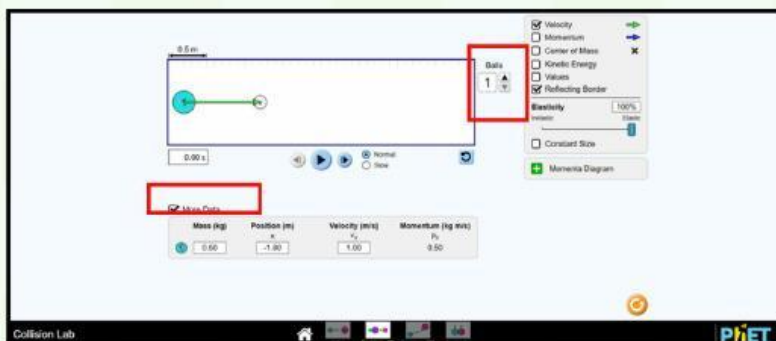 0.5 m
Balls
1
Velocity
Momentum
Center of Mass
Kinetic Energy
Values
Reflecting Border
Elasticity 100%
Inelastic Elastic
Constant Size
Momenta Diagram
1
0.00 s
Normal
Slow
More Data
Mass (kg) Position (m) Velocity (m/s) Momentum (kg m/s)
x vₓ pₓ
1 0.50 -1.00 1.00 0.50
Collision Lab
PhET